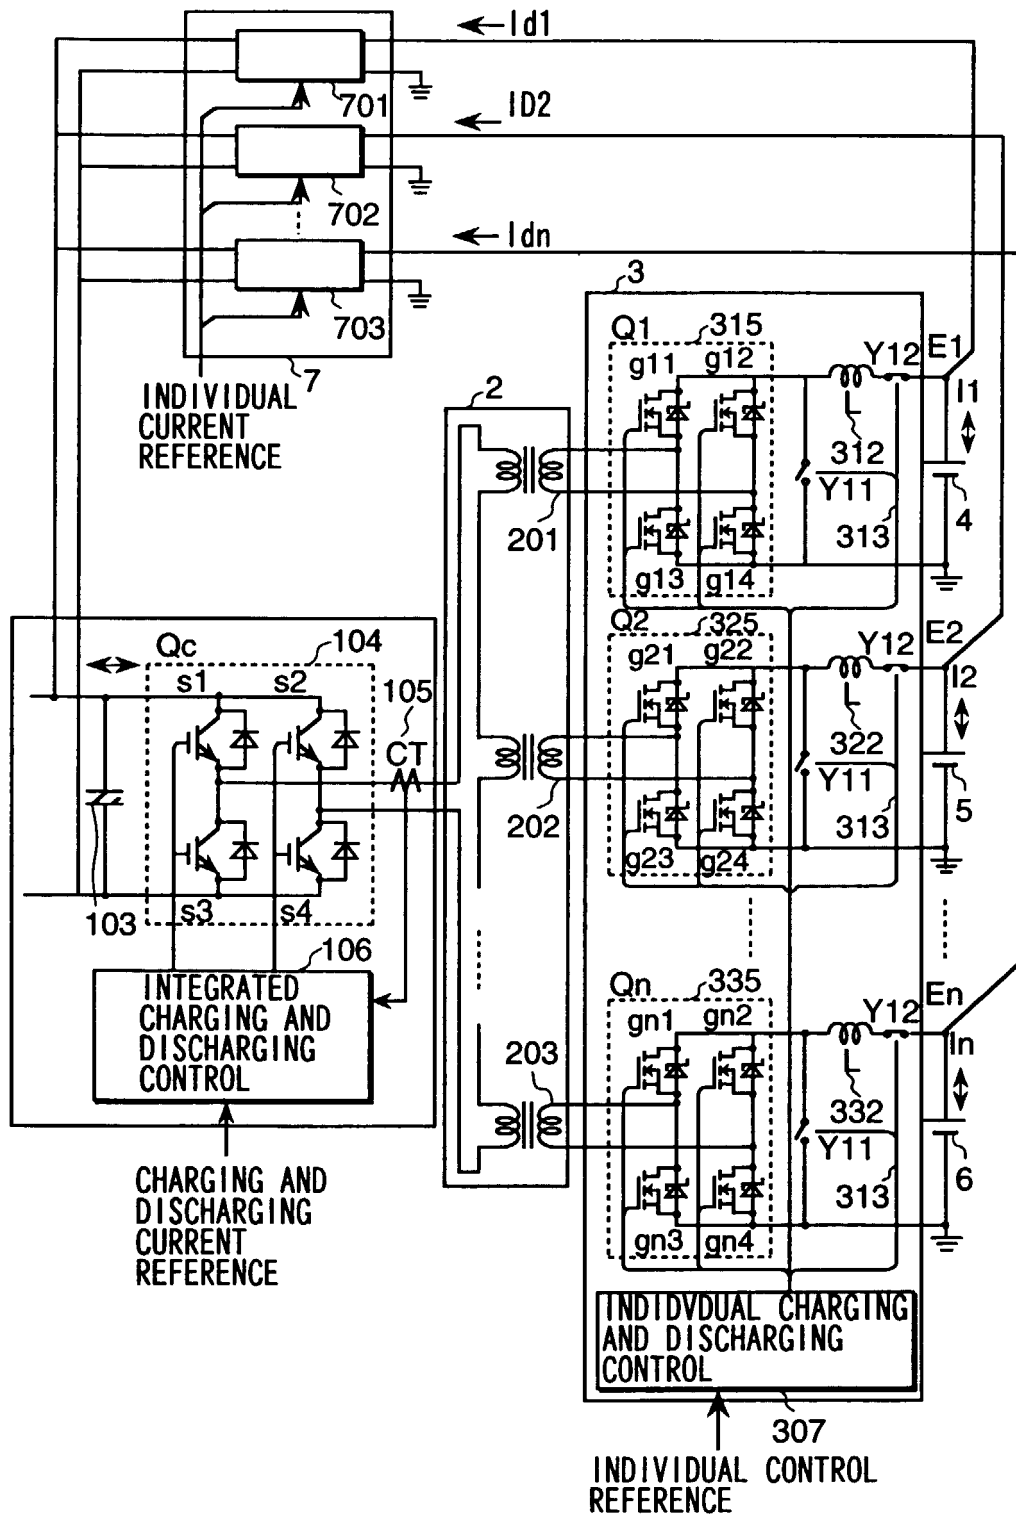 Id1
701
ID2
702
Idn
703
7
INDIVIDUAL
CURRENT
REFERENCE
3
Q1
315
g11
g12
Y12
E1
I1
312
Y11
313
4
g13
g14
2
201
Q2
325
g21
g22
Y12
E2
I2
322
Y11
313
5
g23
g24
202
Qc
104
s1
s2
105
CT
103
s3
s4
106
INTEGRATED
CHARGING AND
DISCHARGING
CONTROL
CHARGING AND
DISCHARGING
CURRENT
REFERENCE
203
Qn
335
gn1
gn2
Y12
En
In
332
Y11
313
6
gn3
gn4
INDIDVDUAL CHARGING
AND DISCHARGING
CONTROL
307
INDIVIDUAL CONTROL
REFERENCE